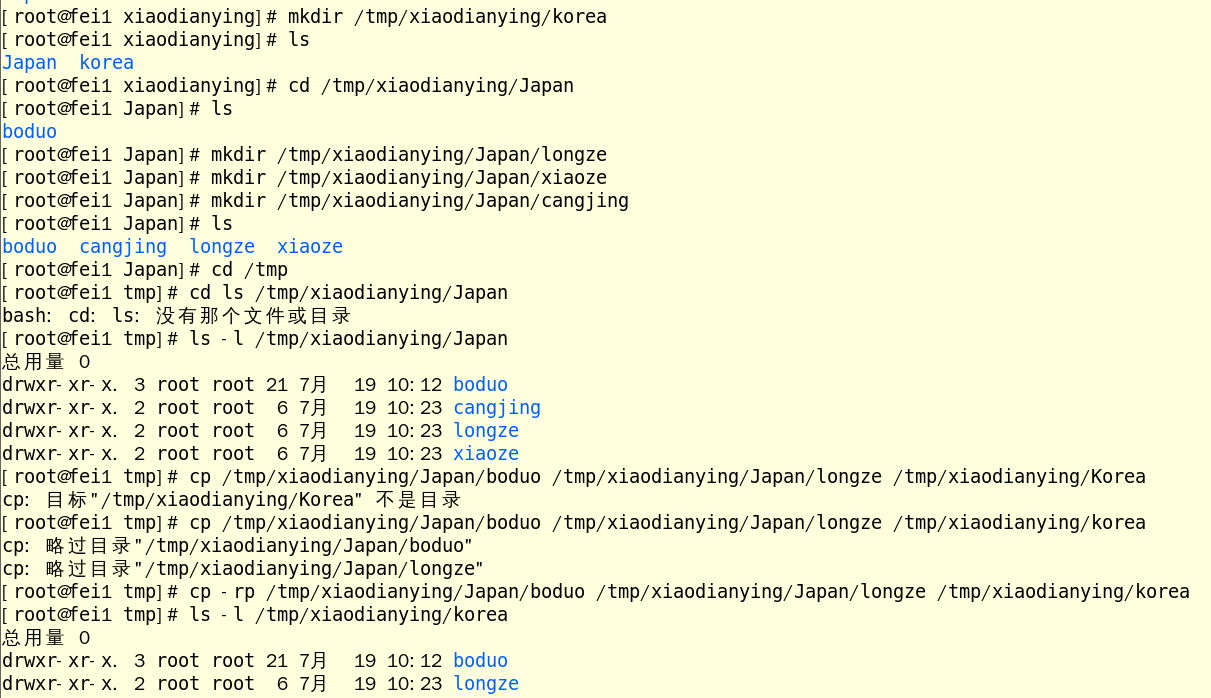 [root@fei1 xiaodianying]# mkdir /tmp/xiaodianying/korea
[root@fei1 xiaodianying]# ls
Japan  korea
[root@fei1 xiaodianying]# cd /tmp/xiaodianying/Japan
[root@fei1 Japan]# ls
boduo
[root@fei1 Japan]# mkdir /tmp/xiaodianying/Japan/longze
[root@fei1 Japan]# mkdir /tmp/xiaodianying/Japan/xiaoze
[root@fei1 Japan]# mkdir /tmp/xiaodianying/Japan/cangjing
[root@fei1 Japan]# ls
boduo  cangjing  longze  xiaoze
[root@fei1 Japan]# cd /tmp
[root@fei1 tmp]# cd ls /tmp/xiaodianying/Japan
bash: cd: ls: 没有那个文件或目录
[root@fei1 tmp]# ls -l /tmp/xiaodianying/Japan
总用量 0
drwxr-xr-x. 3 root root 21 7月  19 10:12 boduo
drwxr-xr-x. 2 root root  6 7月  19 10:23 cangjing
drwxr-xr-x. 2 root root  6 7月  19 10:23 longze
drwxr-xr-x. 2 root root  6 7月  19 10:23 xiaoze
[root@fei1 tmp]# cp /tmp/xiaodianying/Japan/boduo /tmp/xiaodianying/Japan/longze /tmp/xiaodianying/Korea
cp: 目标"/tmp/xiaodianying/Korea" 不是目录
[root@fei1 tmp]# cp /tmp/xiaodianying/Japan/boduo /tmp/xiaodianying/Japan/longze /tmp/xiaodianying/korea
cp: 略过目录"/tmp/xiaodianying/Japan/boduo"
cp: 略过目录"/tmp/xiaodianying/Japan/longze"
[root@fei1 tmp]# cp -rp /tmp/xiaodianying/Japan/boduo /tmp/xiaodianying/Japan/longze /tmp/xiaodianying/korea
[root@fei1 tmp]# ls -l /tmp/xiaodianying/korea
总用量 0
drwxr-xr-x. 3 root root 21 7月  19 10:12 boduo
drwxr-xr-x. 2 root root  6 7月  19 10:23 longze